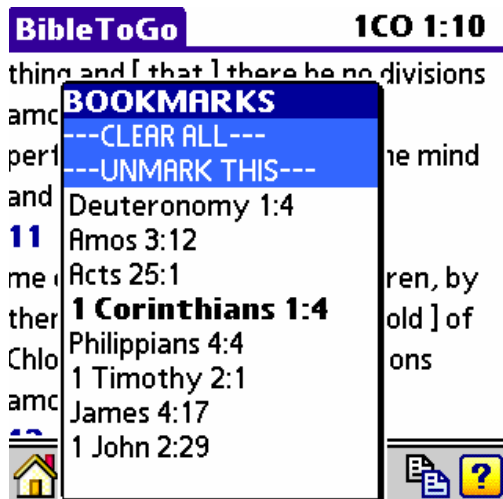 BibleToGo 1CO 1:10
thing and [ that ] there be no divisions
mind
and
11
me ren, by
ther old ] of
Chlo ons
BOOKMARKS
---CLEAR ALL---
---UNMARK THIS---
Deuteronomy 1:4
Amos 3:12
Acts 25:1
1 Corinthians 1:4
Philippians 4:4
1 Timothy 2:1
James 4:17
1 John 2:29
?